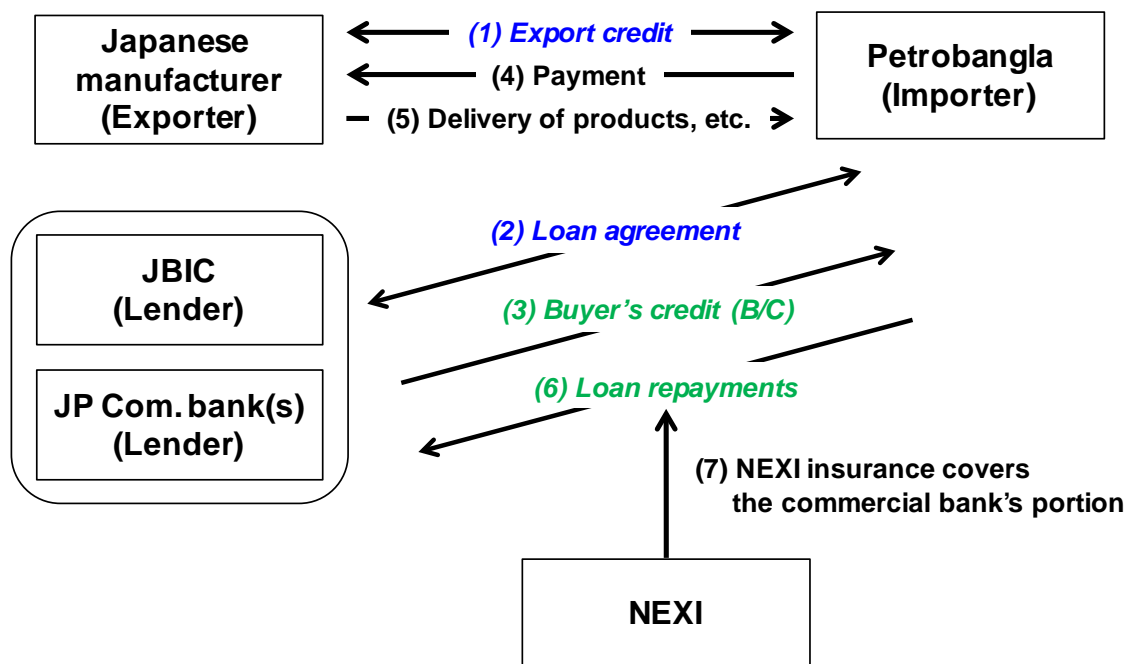 Japanese
manufacturer
(Exporter)
(1) Export credit
(4) Payment
(5) Delivery of products, etc.
Petrobangla
(Importer)
(2) Loan agreement
JBIC
(Lender)
(3) Buyer’s credit (B/C)
JP Com. bank(s)
(Lender)
(6) Loan repayments
(7) NEXI insurance covers
the commercial bank’s portion
NEXI